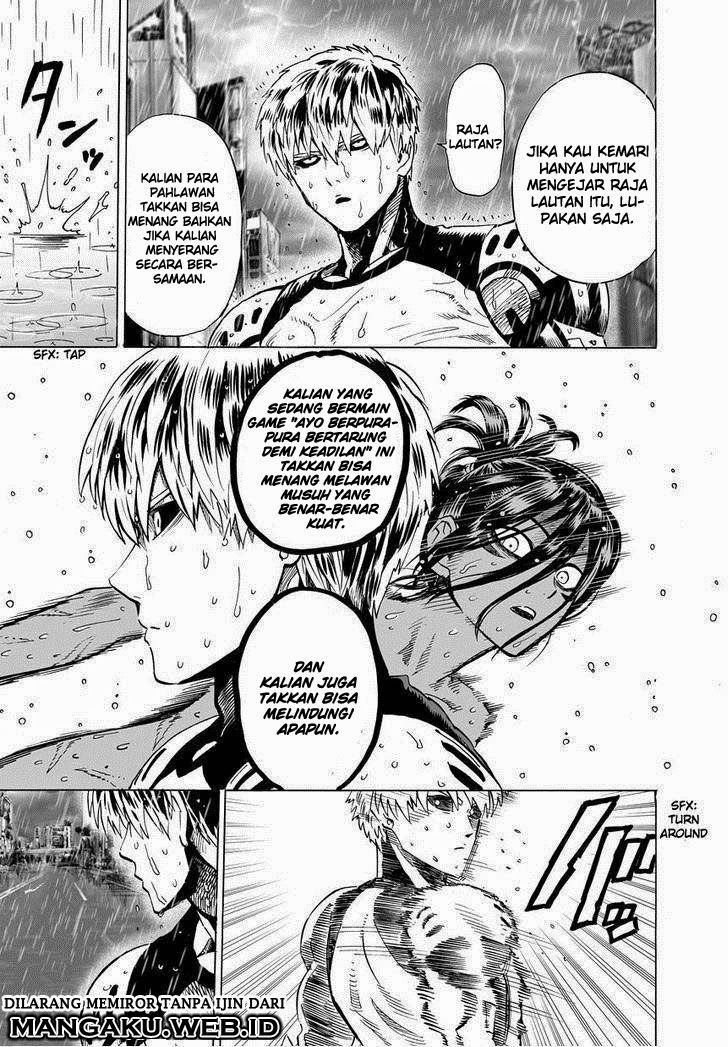 JIKA KAU KEMARI
HANYA UNTUK
MENGEJAR RAJA
LAUTAN ITU, LU-
PAKAN SAJA.
RAJA
LAUTAN?
KALIAN PARA
PAHLAWAN
TAKKAN BISA
MENANG BAHKAN
JIKA KALIAN
MENYERANG
SECARA BER-
SAMAAN.
タンッ
SFX: TAP
KALIAN YANG
SEDANG BERMAIN
GAME "AYO BERPURA-
PURA BERTARUNG
DEMI KEADILAN" INI
TAKKAN BISA
MENANG MELAWAN
MUSUH YANG
BENAR-BENAR
KUAT.
DAN
KALIAN JUGA
TAKKAN BISA
MELINDUNGI
APAPUN.
SFX:
TURN
AROUND
バッ
DILARANG MEMIROR TANPA IJIN DARI
MANGAKU.WEB.ID